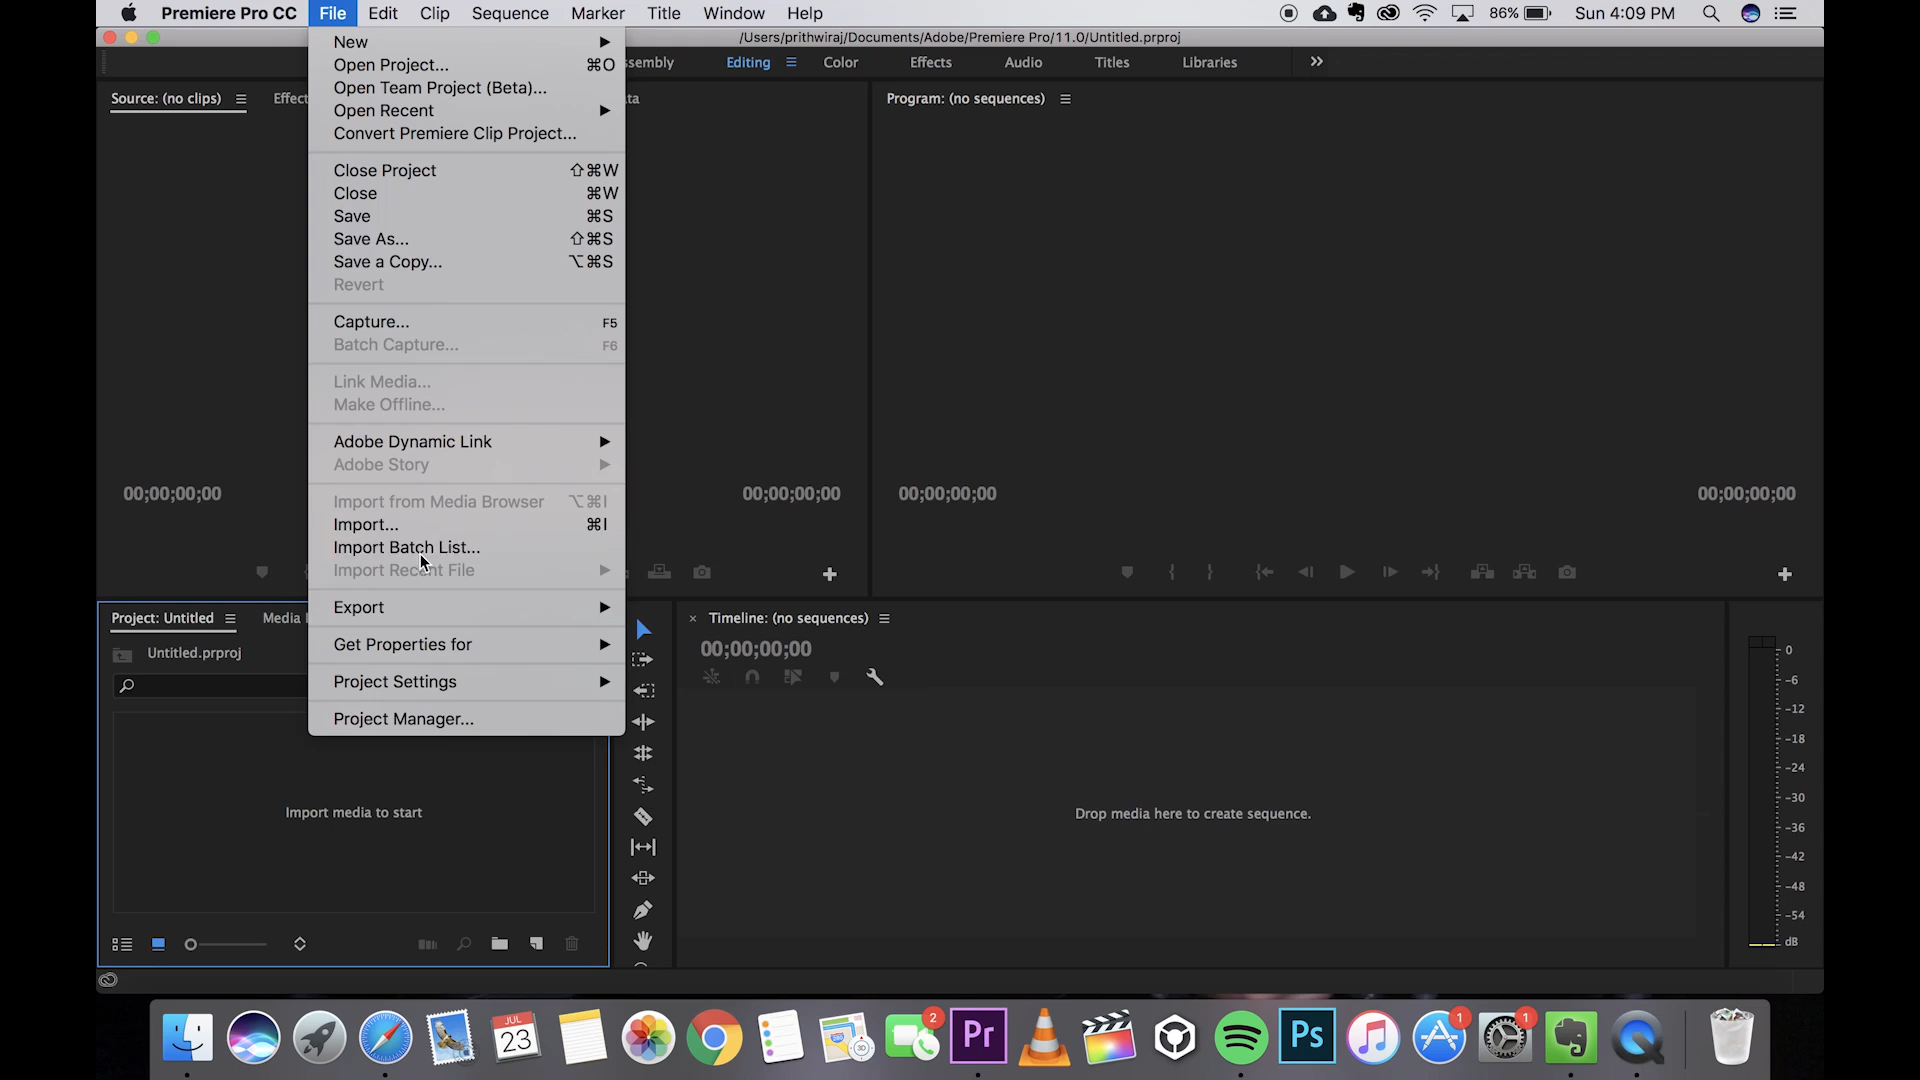 Premiere Pro CC File Edit Clip Sequence Marker Title Window Help 86% Sun 4:09 PM
/Users/prithwiraj/Documents/Adobe/Premiere Pro/11.0/Untitled.prproj
ssembly Editing Color Effects Audio Titles Libraries
Source: (no clips) Effect ta Program: (no sequences)
New
Open Project... ⌘O
Open Team Project (Beta)...
Open Recent
Convert Premiere Clip Project...
Close Project ⇧⌘W
Close ⌘W
Save ⌘S
Save As... ⇧⌘S
Save a Copy... ⌥⌘S
Revert
Capture... F5
Batch Capture... F6
Link Media...
Make Offline...
Adobe Dynamic Link
Adobe Story
Import from Media Browser ⌥⌘I
Import... ⌘I
Import Batch List...
Import Recent File
Export
Get Properties for
Project Settings
Project Manager...
00;00;00;00 00;00;00;00 00;00;00;00 00;00;00;00
Project: Untitled Media
Untitled.prproj
Import media to start
× Timeline: (no sequences)
00;00;00;00
Drop media here to create sequence.
0
-6
-12
-18
-24
-30
-36
-42
-48
-54
dB
JUL
23
3D
2
Pr
Ps
1
1